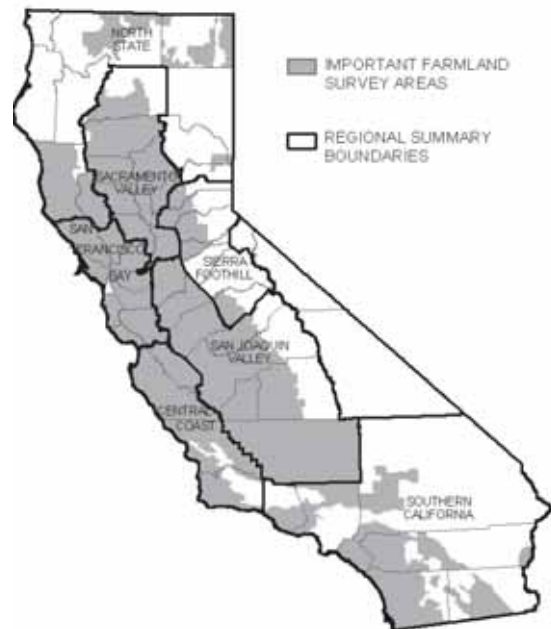 NORTH
STATE
IMPORTANT FARMLAND
SURVEY AREAS
REGIONAL SUMMARY
BOUNDARIES
SACRAMENTO
VALLEY
SAN
FRANCISCO
BAY
SIERRA
FOOTHILL
SAN JOAQUIN
VALLEY
CENTRAL
COAST
SOUTHERN
CALIFORNIA